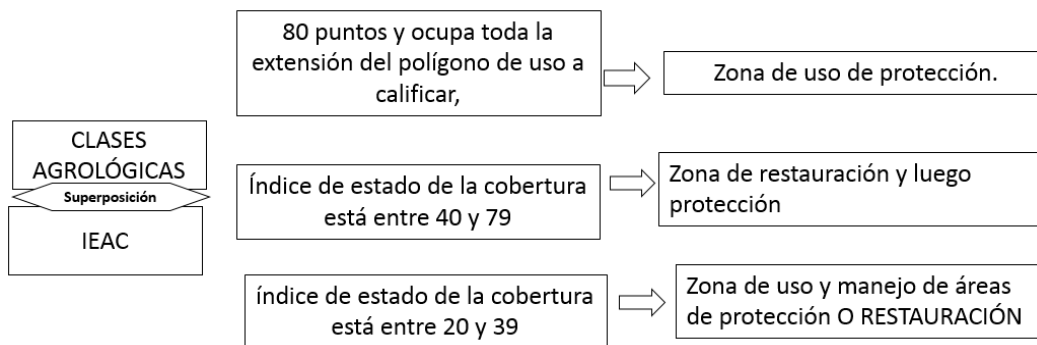 80 puntos y ocupa toda la
extensión del polígono de uso a
calificar,
Zona de uso de protección.
CLASES
AGROLÓGICAS
Superposición
IEAC
Índice de estado de la cobertura
está entre 40 y 79
Zona de restauración y luego
protección
índice de estado de la cobertura
está entre 20 y 39
Zona de uso y manejo de áreas
de protección O RESTAURACIÓN